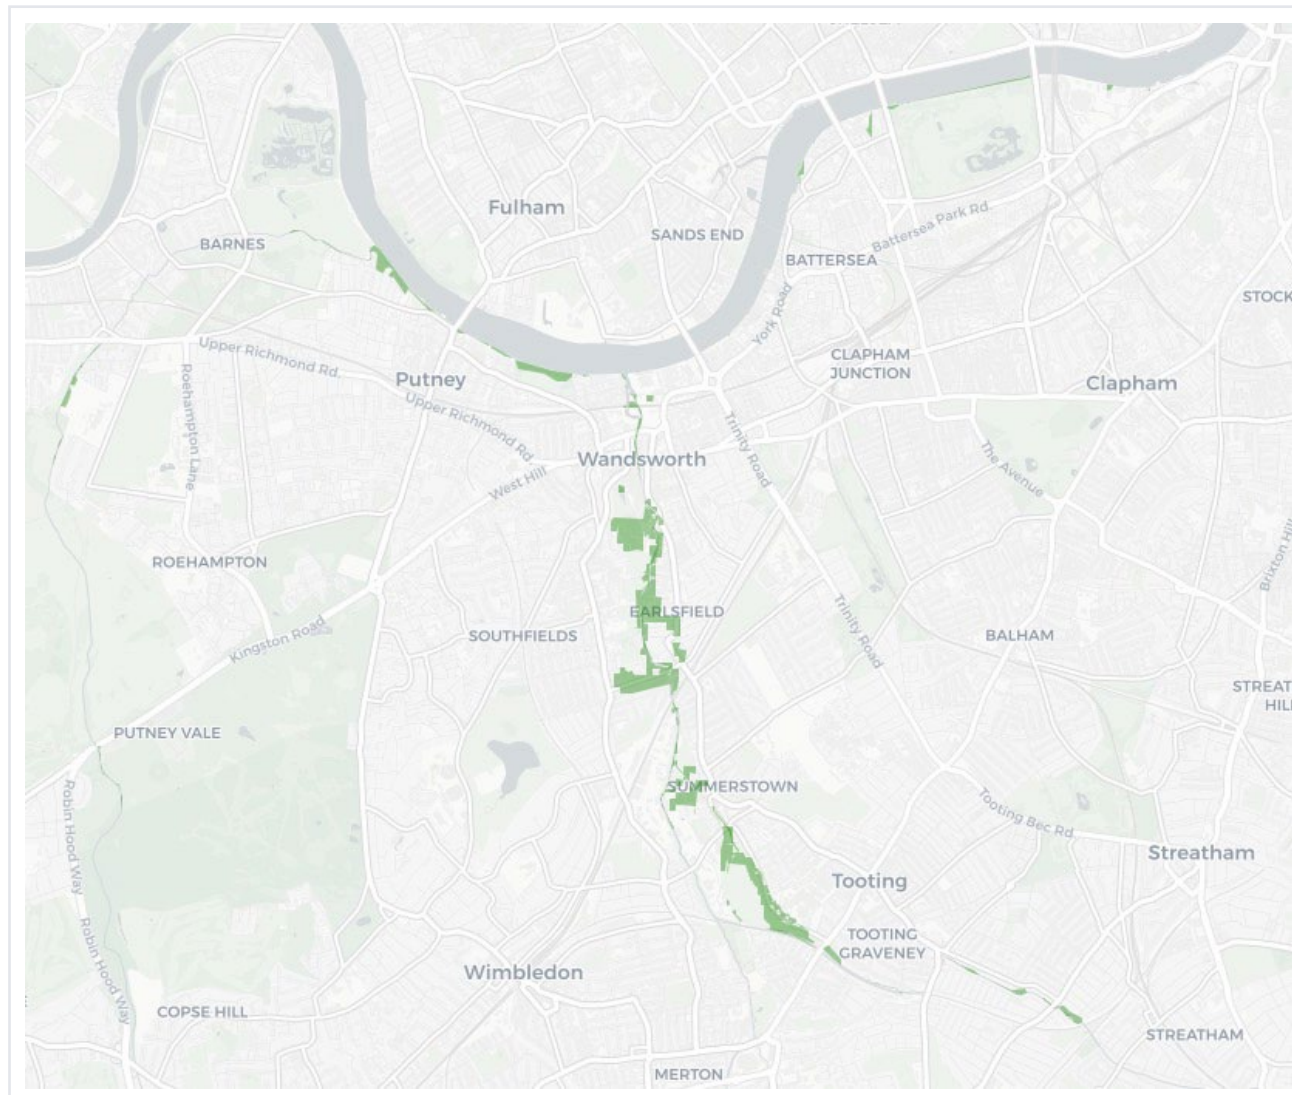 Fulham
SANDS END
BARNES
Battersea Park Rd.
BATTERSEA
STOCK
York Road
Upper Richmond Rd.
CLAPHAM
JUNCTION
Putney
Clapham
Roehampton Lane
Upper Richmond Rd.
Trinity Road
Wandsworth
West Hill
The Avenue
ROEHAMPTON
Brixton Hill
EARLSFIELD
Kingston Road
SOUTHFIELDS
Trinity Road
BALHAM
STREAT
HIL
PUTNEY VALE
Robin Hood Way
SUMMERSTOWN
Tooting Bec Rd.
Streatham
Tooting
TOOTING
GRAVENEY
Robin Hood Way
Wimbledon
COPSE HILL
STREATHAM
MERTON